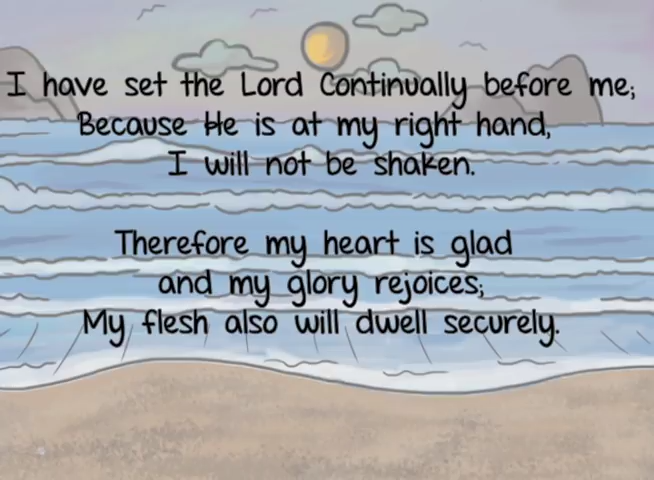 I have set the Lord Continually before me;
Because He is at my right hand,
I will not be shaken.
Therefore my heart is glad
and my glory rejoices;
My flesh also will dwell securely.